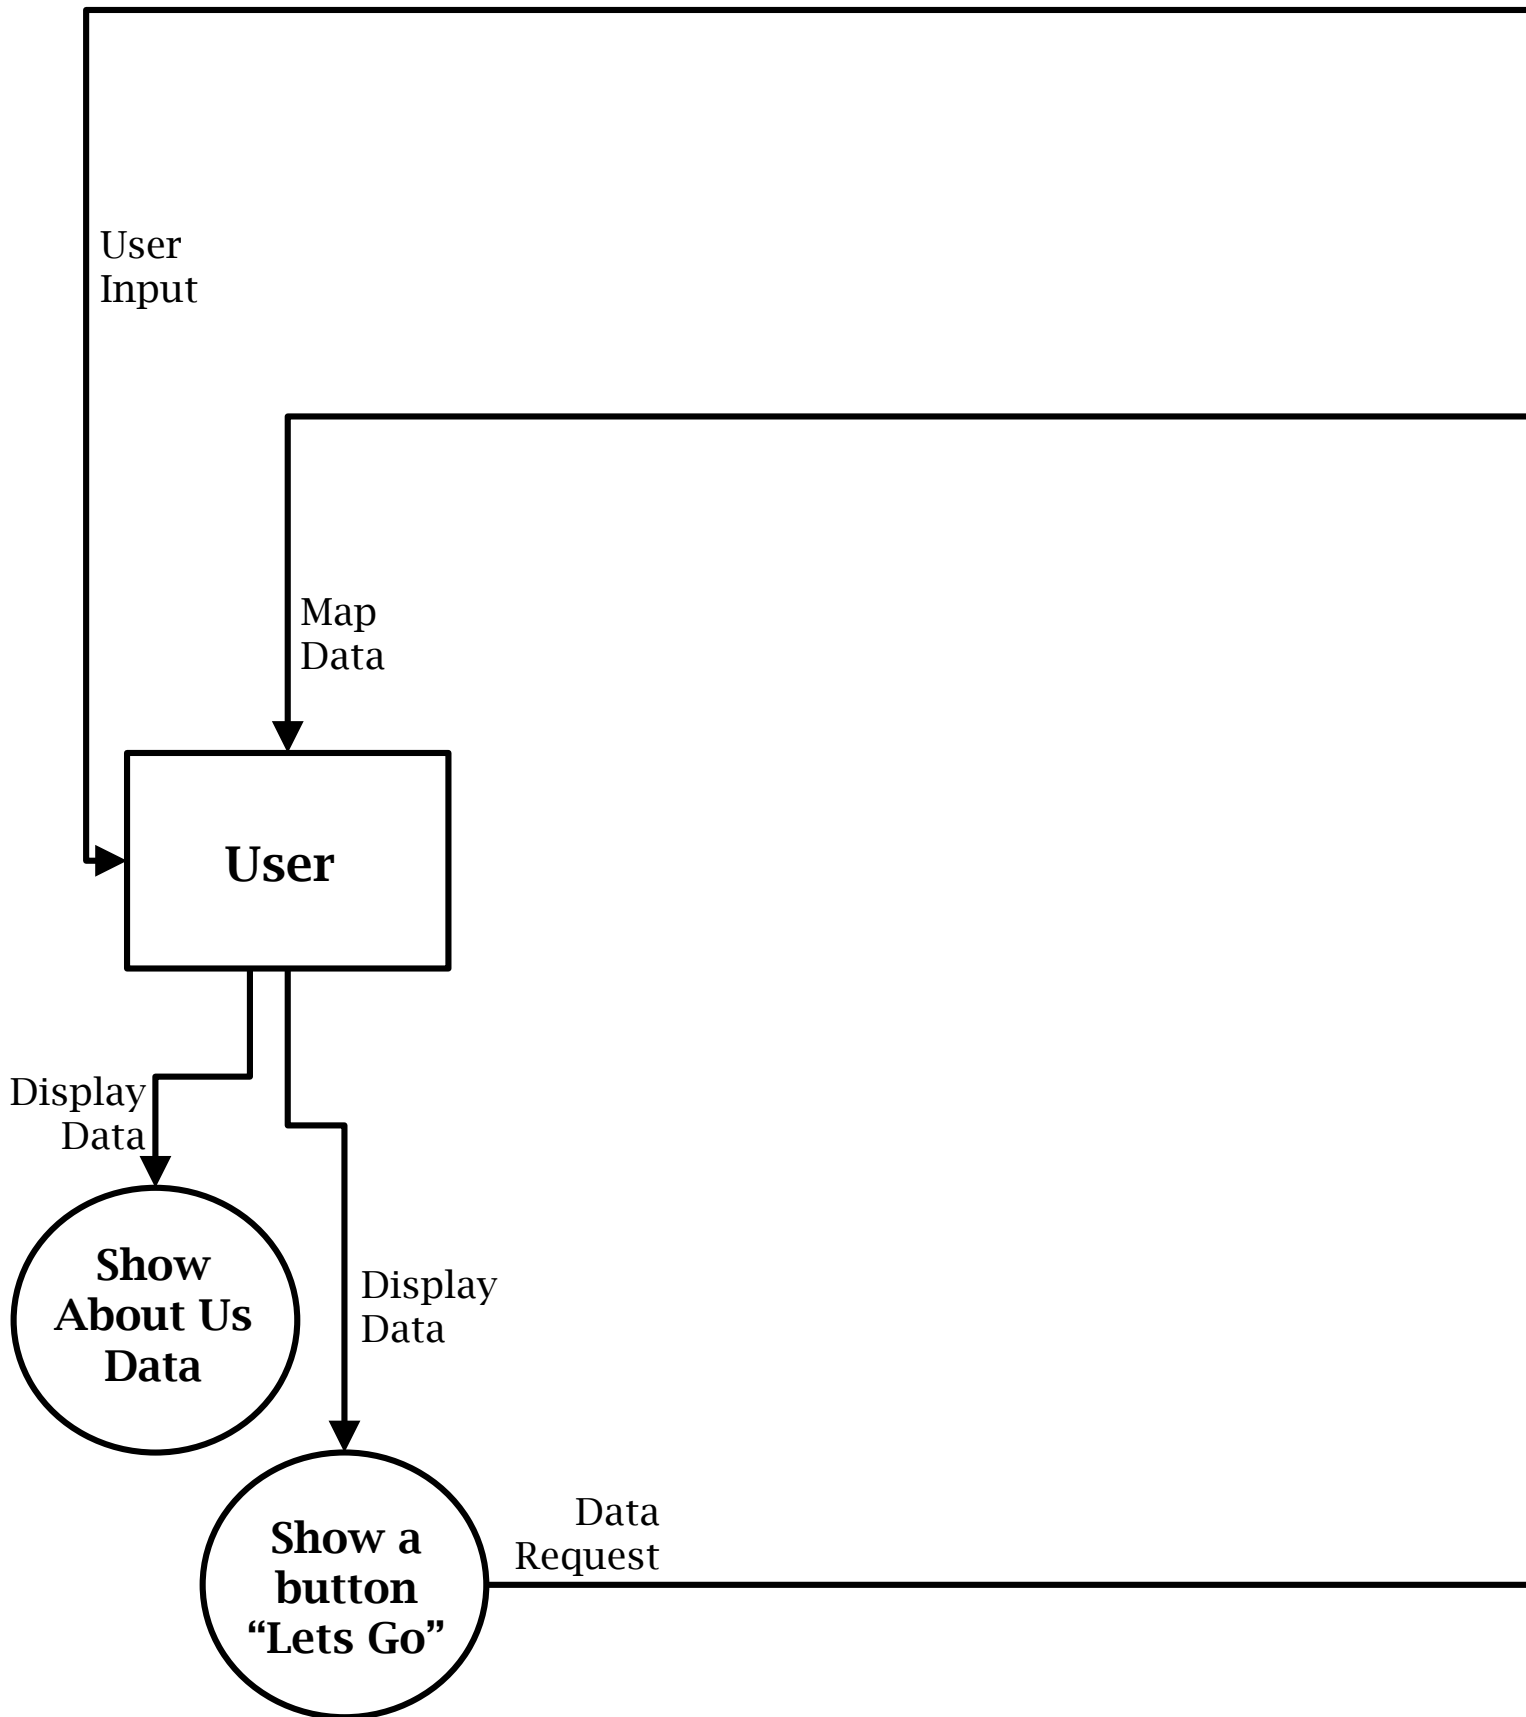 User
Input
Map
Data
User
Display
Data
Show
About Us
Data
Display
Data
Show a
button
“Lets Go”
Data
Request